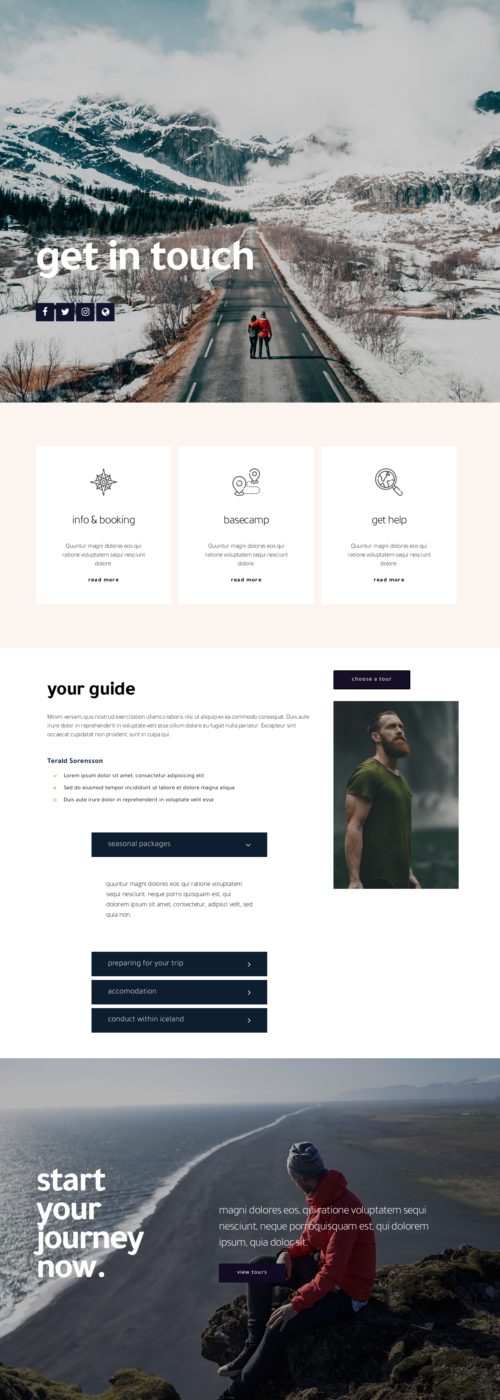 get in touch
info & booking
Quuntur magni dolores eos qui
ratione voluptatem sequi nesciunt
dolore.
read more
basecamp
Quuntur magni dolores eos qui
ratione voluptatem sequi nesciunt
dolore.
read more
get help
Quuntur magni dolores eos qui
ratione voluptatem sequi nesciunt
dolore.
read more
your guide
Minim veniam, quis nostrud exercitation ullamco laboris nisi ut aliquip ex ea commodo consequat. Duis aute
irure dolor in reprehenderit in voluptate velit esse cillum dolore eu fugiat nulla pariatur. Excepteur sint
occaecat cupidatat non proident, sunt in culpa qui.
Terald Sorensson
Lorem ipsum dolor sit amet, consectetur adipisicing elit
Sed do eiusmod tempor incididunt ut labore et dolore magna aliqua
Duis aute irure dolor in reprehenderit in voluptate velit esse
choose a tour
seasonal packages
quuntur magni dolores eos qui ratione voluptatem
sequi nesciunt, neque porro quisquam est, qui
dolorem ipsum sit amet, consectetur, adipisci velit, sed
quia non.
preparing for your trip
accomodation
conduct within iceland
start
your
journey
now.
magni dolores eos, qui ratione voluptatem sequi
nesciunt, neque porroquisquam est, qui dolorem
ipsum, quia dolor sit.
view tours